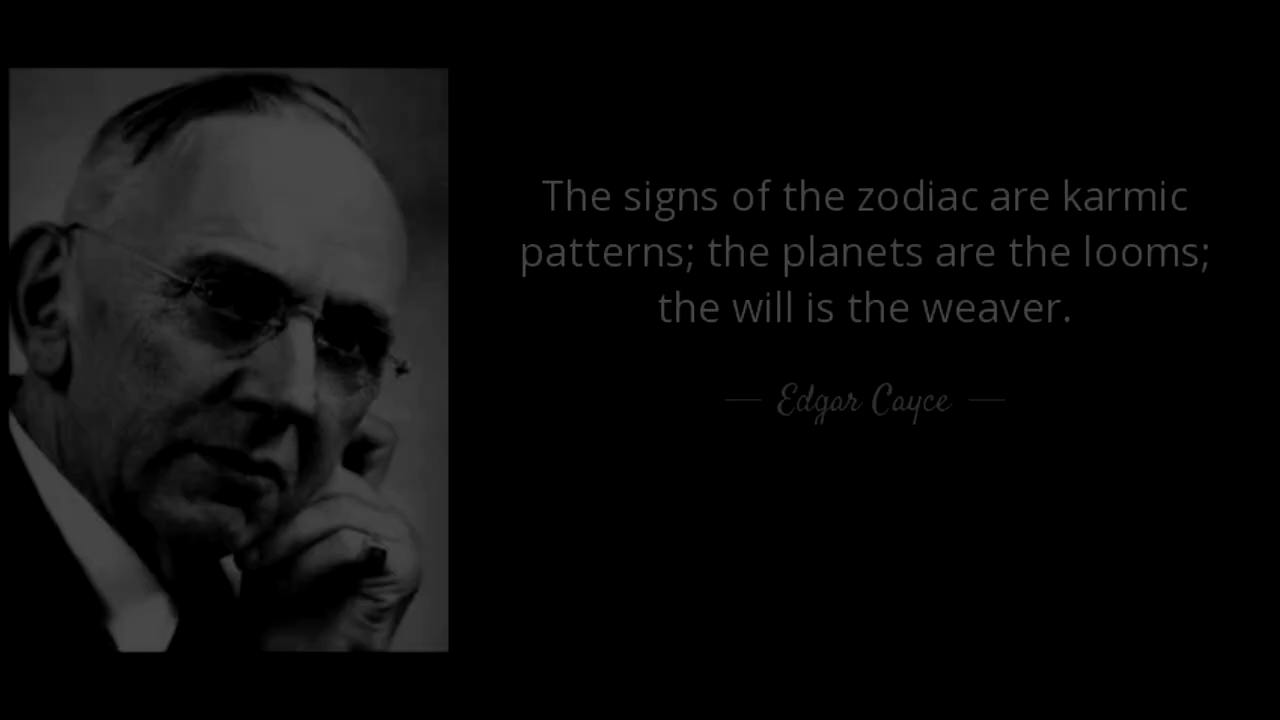 The signs of the zodiac are karmic
patterns; the planets are the looms;
the will is the weaver.
— Edgar Cayce —